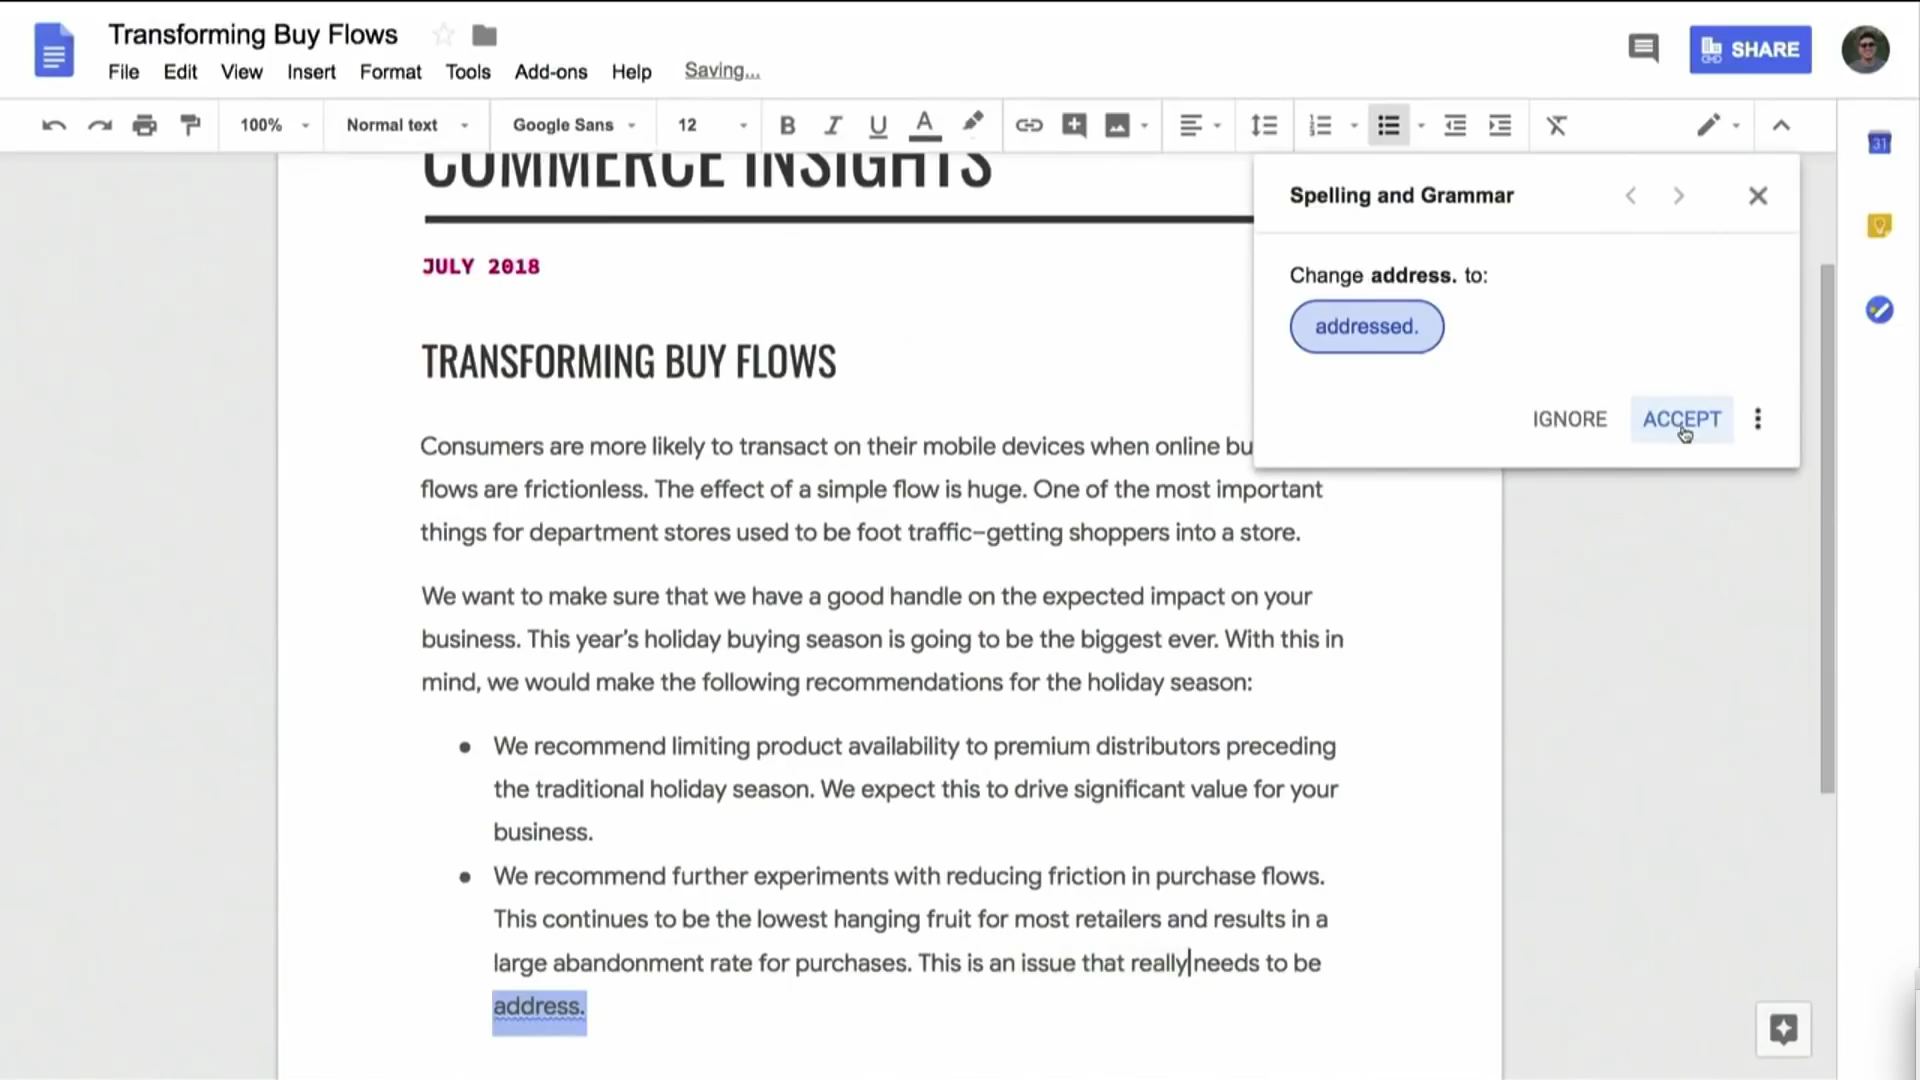 Transforming Buy Flows
File Edit View Insert Format Tools Add-ons Help Saving...
SHARE
100% Normal text Google Sans 12 B I U A
31
COMMERCE INSIGHTS
JULY 2018
TRANSFORMING BUY FLOWS
Consumers are more likely to transact on their mobile devices when online bu
flows are frictionless. The effect of a simple flow is huge. One of the most important
things for department stores used to be foot traffic–getting shoppers into a store.
We want to make sure that we have a good handle on the expected impact on your
business. This year's holiday buying season is going to be the biggest ever. With this in
mind, we would make the following recommendations for the holiday season:
● We recommend limiting product availability to premium distributors preceding
the traditional holiday season. We expect this to drive significant value for your
business.
● We recommend further experiments with reducing friction in purchase flows.
This continues to be the lowest hanging fruit for most retailers and results in a
large abandonment rate for purchases. This is an issue that really needs to be
address.
Spelling and Grammar
Change address. to:
addressed.
IGNORE ACCEPT